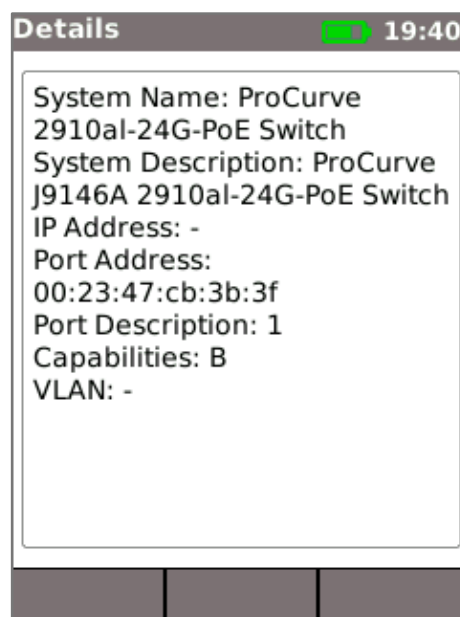 Details
19:40
System Name: ProCurve
2910al-24G-PoE Switch
System Description: ProCurve
J9146A 2910al-24G-PoE Switch
IP Address: -
Port Address:
00:23:47:cb:3b:3f
Port Description: 1
Capabilities: B
VLAN: -